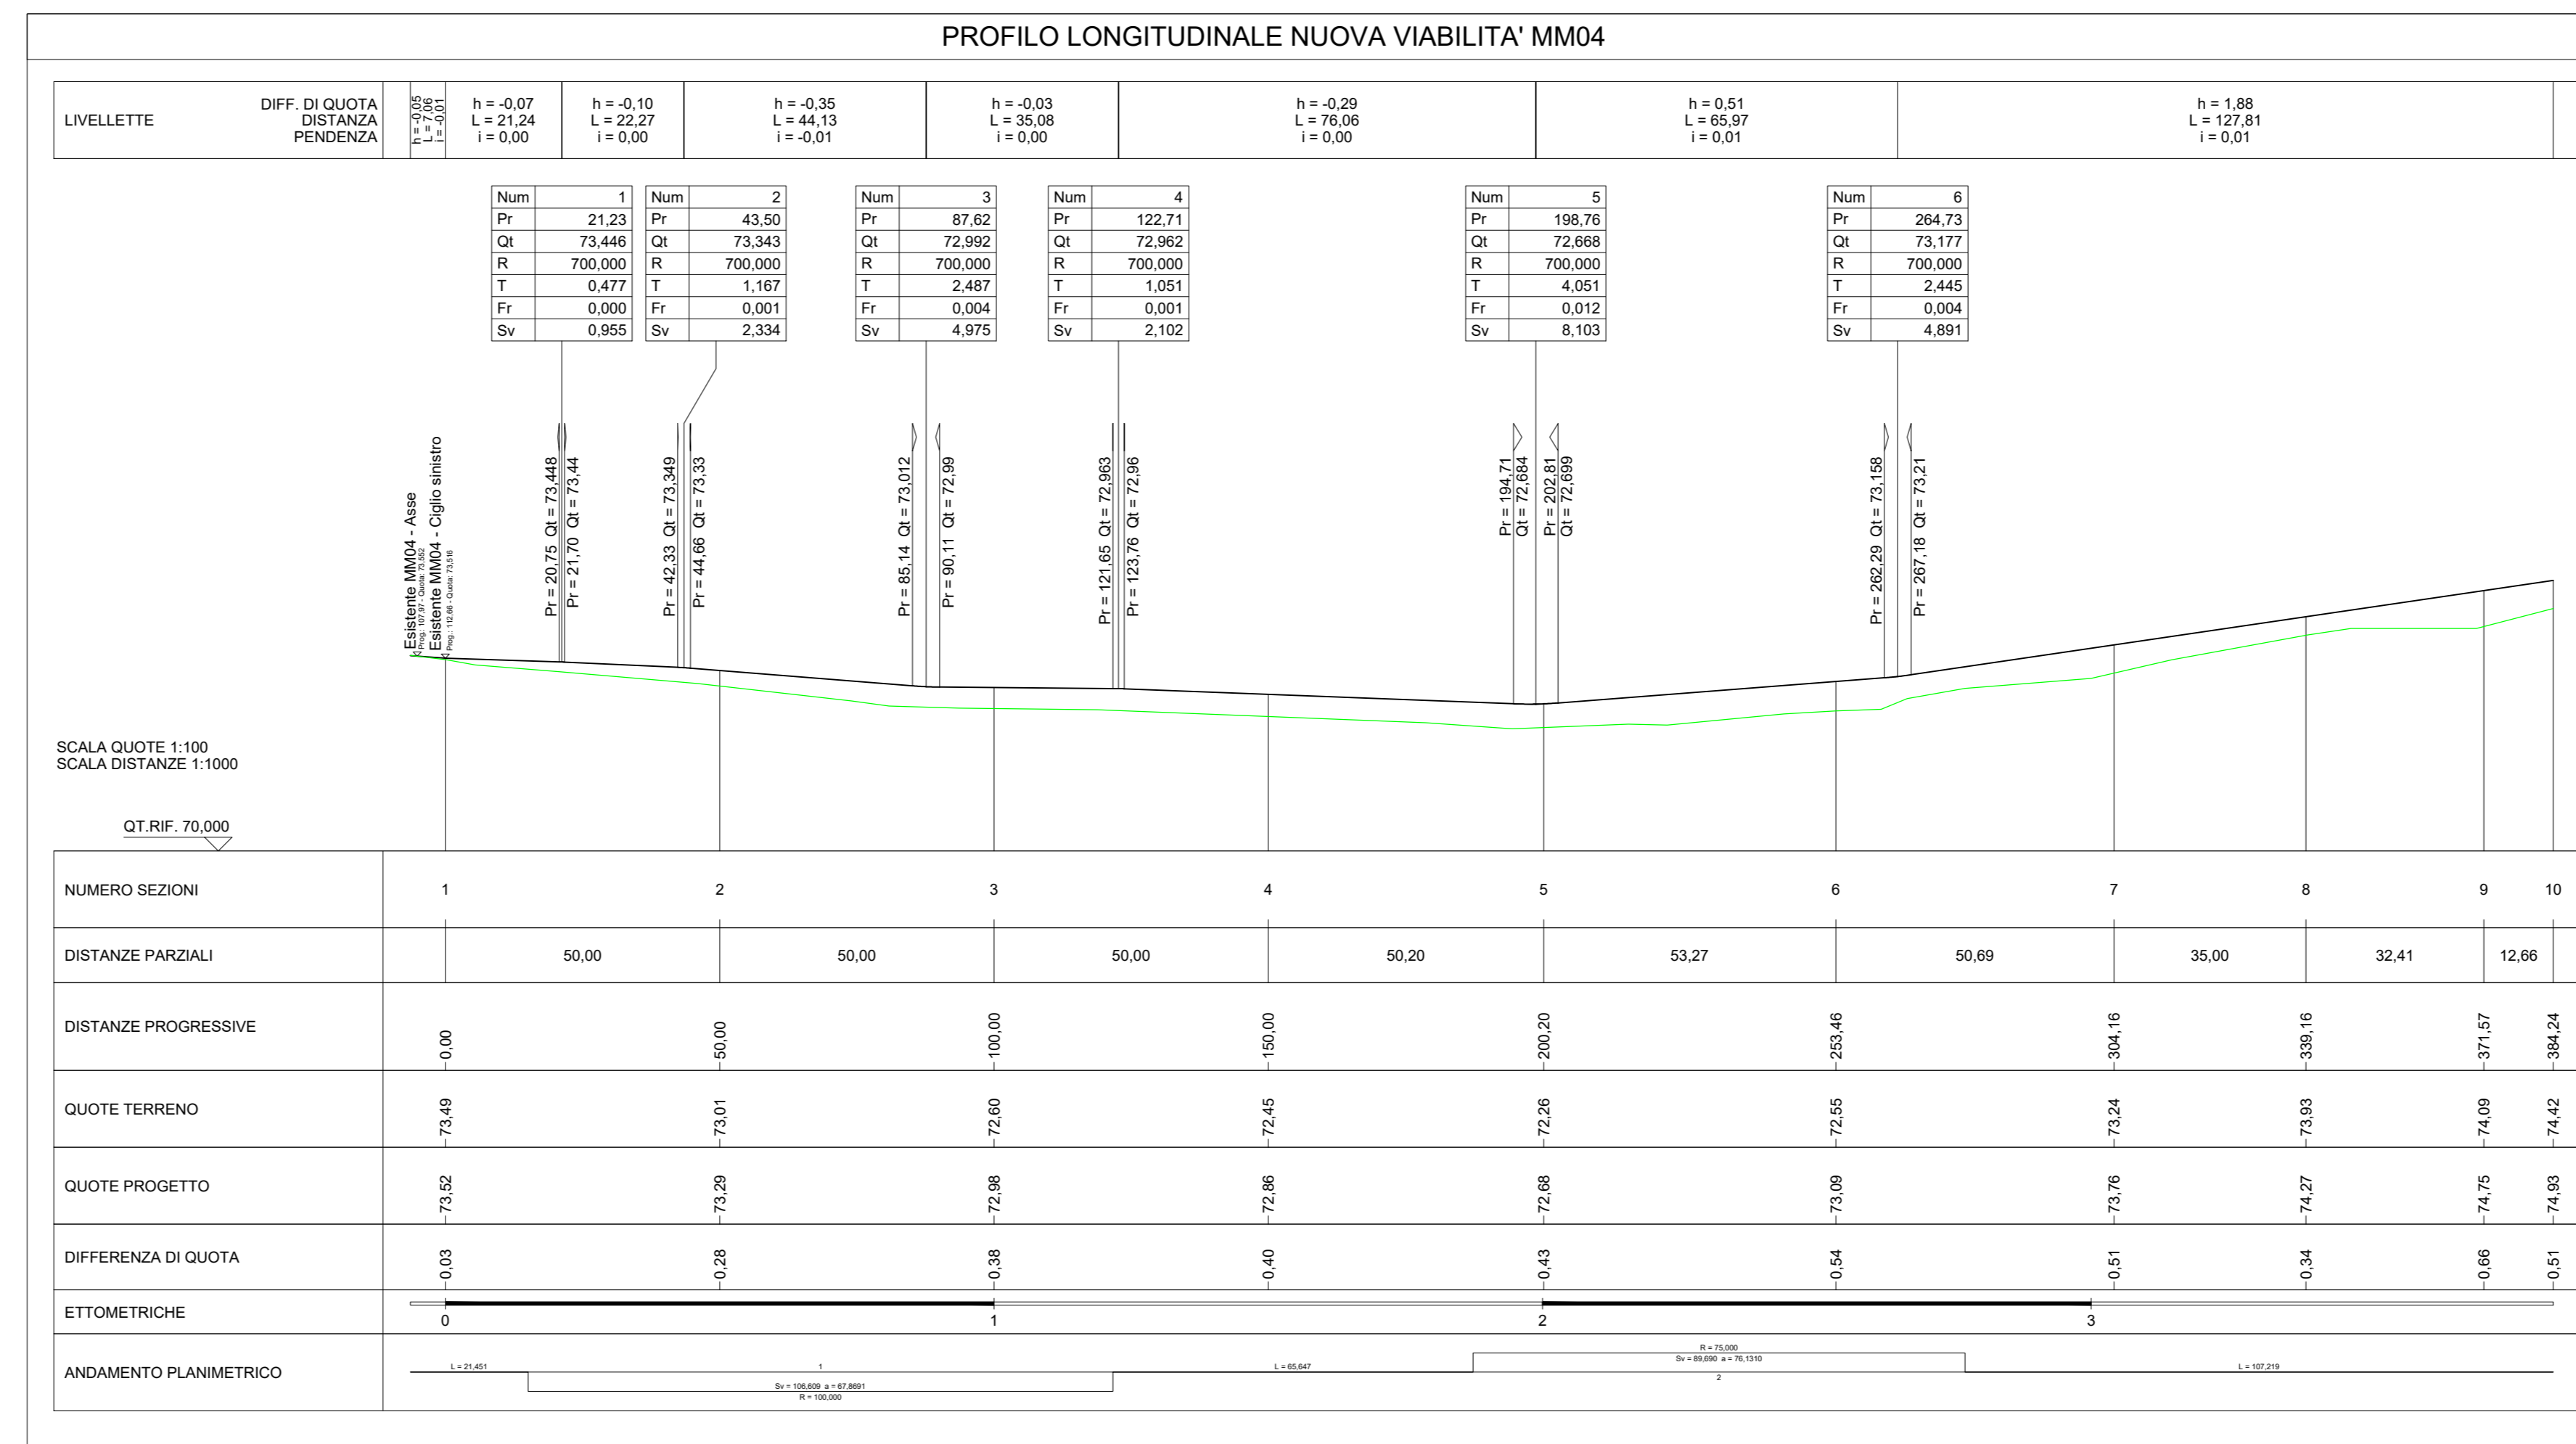 PROFILO LONGITUDINALE NUOVA VIABILITA' MM04
LIVELLETTE
DIFF. DI QUOTA
DISTANZA
PENDENZA
h = -0,05
L = 7,06
i = -0,01
h = -0,07
L = 21,24
i = 0,00
h = -0,10
L = 22,27
i = 0,00
h = -0,35
L = 44,13
i = -0,01
h = -0,03
L = 35,08
i = 0,00
h = -0,29
L = 76,06
i = 0,00
h = 0,51
L = 65,97
i = 0,01
h = 1,88
L = 127,81
i = 0,01
Num 1
Pr 21,23
Qt 73,446
R 700,000
T 0,477
Fr 0,000
Sv 0,955
Num 2
Pr 43,50
Qt 73,343
R 700,000
T 1,167
Fr 0,001
Sv 2,334
Num 3
Pr 87,62
Qt 72,992
R 700,000
T 2,487
Fr 0,004
Sv 4,975
Num 4
Pr 122,71
Qt 72,962
R 700,000
T 1,051
Fr 0,001
Sv 2,102
Num 5
Pr 198,76
Qt 72,668
R 700,000
T 4,051
Fr 0,012
Sv 8,103
Num 6
Pr 264,73
Qt 73,177
R 700,000
T 2,445
Fr 0,004
Sv 4,891
Esistente MM04 - Asse
Prog.: 107,97 - Quota: 73,552
Esistente MM04 - Ciglio sinistro
Prog.: 112,66 - Quota: 73,516
Pr = 20,75 Qt = 73,448
Pr = 21,70 Qt = 73,44
Pr = 42,33 Qt = 73,349
Pr = 44,66 Qt = 73,33
Pr = 85,14 Qt = 73,012
Pr = 90,11 Qt = 72,99
Pr = 121,65 Qt = 72,963
Pr = 123,76 Qt = 72,96
Pr = 194,71
Qt = 72,684
Pr = 202,81
Qt = 72,699
Pr = 262,29 Qt = 73,158
Pr = 267,18 Qt = 73,21
SCALA QUOTE 1:100
SCALA DISTANZE 1:1000
QT.RIF. 70,000
NUMERO SEZIONI 1 2 3 4 5 6 7 8 9 10
DISTANZE PARZIALI 50,00 50,00 50,00 50,20 53,27 50,69 35,00 32,41 12,66
DISTANZE PROGRESSIVE 0,00 50,00 100,00 150,00 200,20 253,46 304,16 339,16 371,57 384,24
QUOTE TERRENO 73,49 73,01 72,60 72,45 72,26 72,55 73,24 73,93 74,09 74,42
QUOTE PROGETTO 73,52 73,29 72,98 72,86 72,68 73,09 73,76 74,27 74,75 74,93
DIFFERENZA DI QUOTA 0,03 0,28 0,38 0,40 0,43 0,54 0,51 0,34 0,66 0,51
ETTOMETRICHE 0 1 2 3
ANDAMENTO PLANIMETRICO
L = 21,451
1
Sv = 106,609 a = 67,8691
R = 100,000
L = 65,647
R = 75,000
Sv = 89,690 a = 76,1310
2
L = 107,219